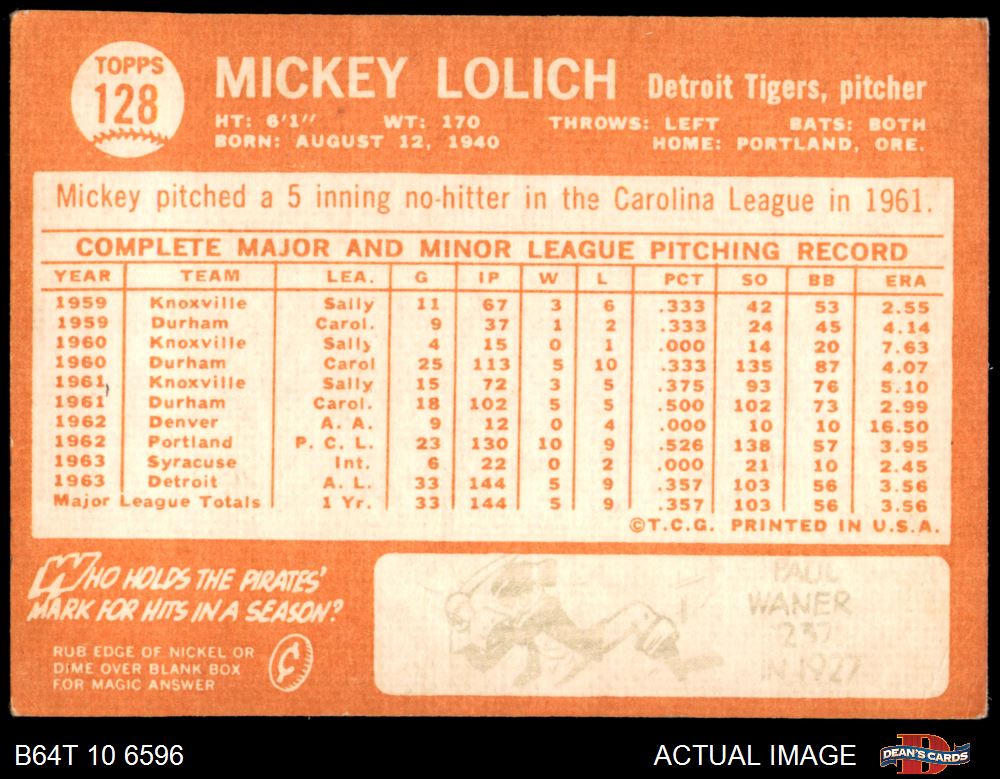 TOPPS
128
MICKEY LOLICH Detroit Tigers, pitcher
HT: 6'1" WT: 170 THROWS: LEFT BATS: BOTH
BORN: AUGUST 12, 1940 HOME: PORTLAND, ORE.
Mickey pitched a 5 inning no-hitter in the Carolina League in 1961.
COMPLETE MAJOR AND MINOR LEAGUE PITCHING RECORD
YEAR TEAM LEA. G IP W L PCT SO BB ERA
1959 Knoxville Sally 11 67 3 6 .333 42 53 2.55
1959 Durham Carol. 9 37 1 2 .333 24 45 4.14
1960 Knoxville Sally 4 15 0 1 .000 14 20 7.63
1960 Durham Carol 25 113 5 10 .333 135 87 4.07
1961 Knoxville Sally 15 72 3 5 .375 93 76 5.10
1961 Durham Carol. 18 102 5 5 .500 102 73 2.99
1962 Denver A. A. 9 12 0 4 .000 10 10 16.50
1962 Portland P. C. L. 23 130 10 9 .526 138 57 3.95
1963 Syracuse Int. 6 22 0 2 .000 21 10 2.45
1963 Detroit A. L. 33 144 5 9 .357 103 56 3.56
Major League Totals 1 Yr. 33 144 5 9 .357 103 56 3.56
©T.C.G. PRINTED IN U.S.A.
WHO HOLDS THE PIRATES'
MARK FOR HITS IN A SEASON?
RUB EDGE OF NICKEL OR
DIME OVER BLANK BOX
FOR MAGIC ANSWER
¢
PAUL
WANER
237
IN 1927
B64T 10 6596 ACTUAL IMAGE DEAN'S CARDS